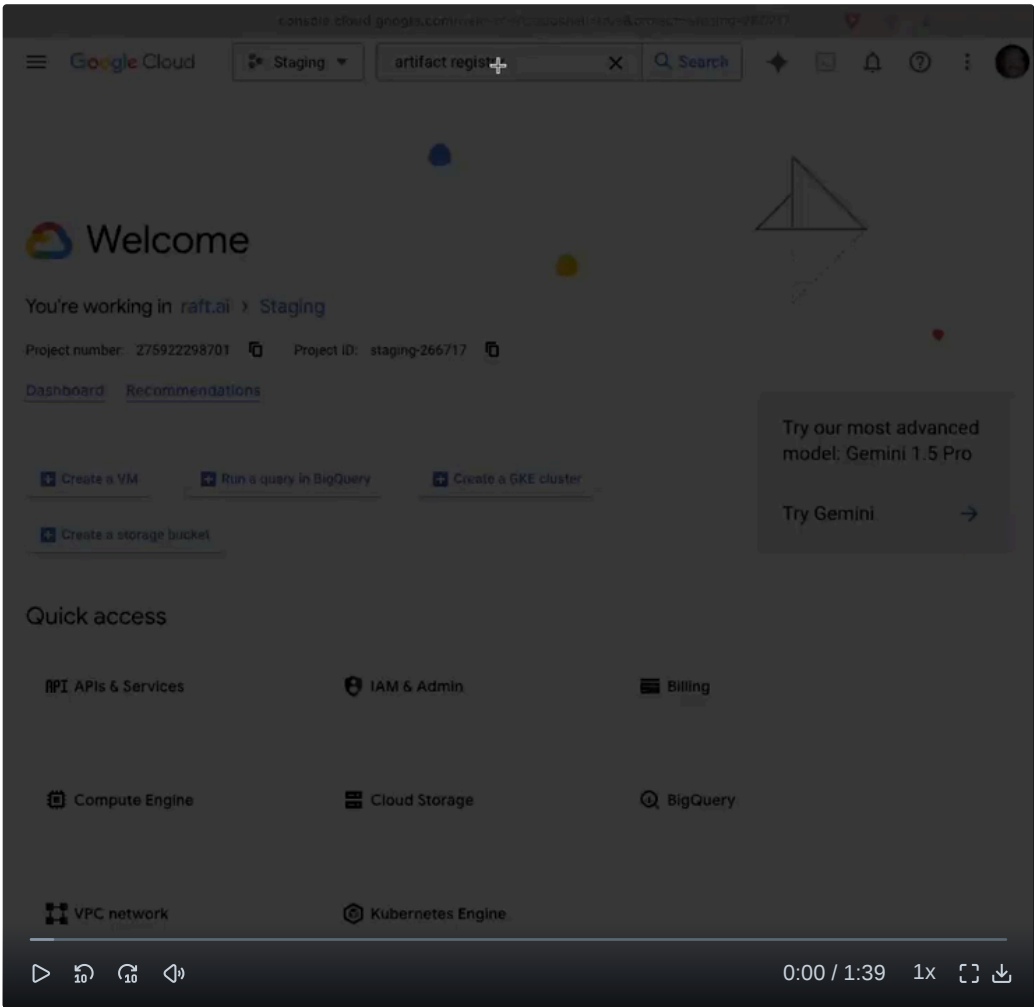 Google Cloud
Staging
artifact regist
Search
Welcome
You're working in raft.ai > Staging
Project number: 275922298701 Project ID: staging-266717
Dashboard Recommendations
Create a VM Run a query in BigQuery Create a GKE cluster
Create a storage bucket
Try our most advanced
model: Gemini 1.5 Pro
Try Gemini
Quick access
API APIs & Services IAM & Admin Billing
Compute Engine Cloud Storage BigQuery
VPC network Kubernetes Engine
10 10 0:00 / 1:39 1x